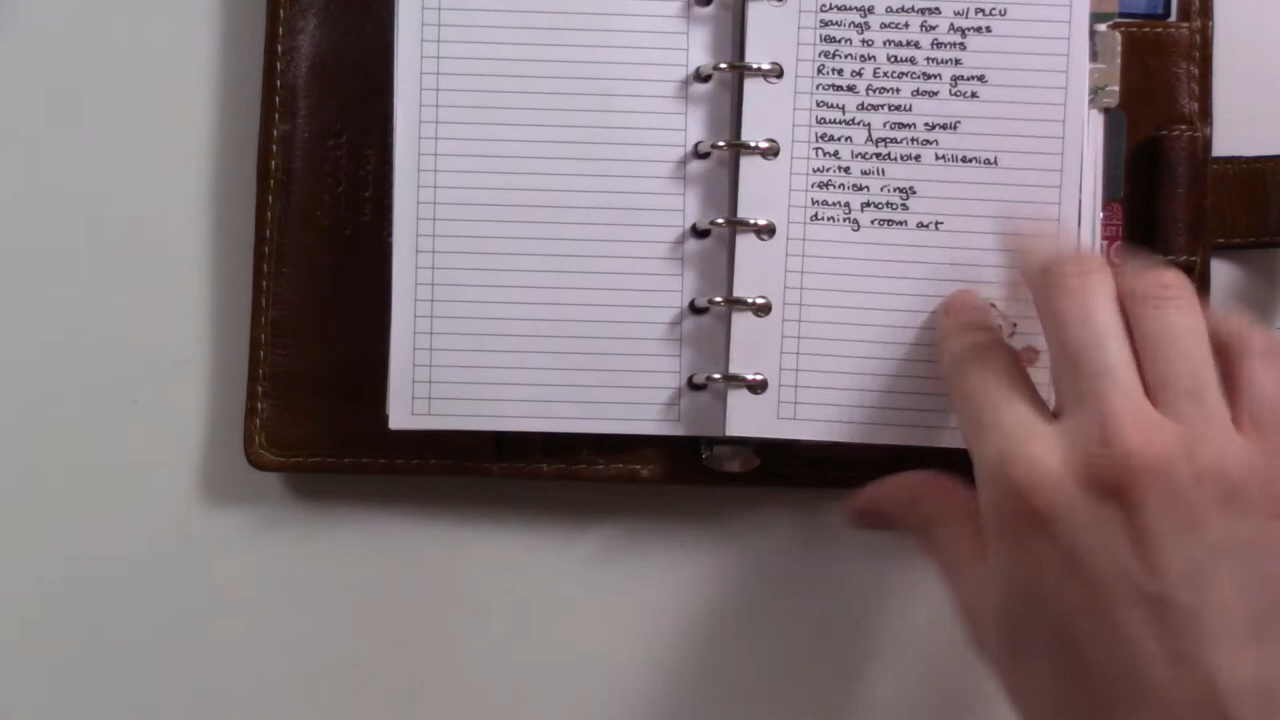 change address w/ PLCU
savings acct for Agnes
learn to make fonts
refinish blue trunk
Rite of Excorcism game
rotate front door lock
buy doorbell
laundry room shelf
learn Apparition
The Incredible Millenial
write will
refinish rings
hang photos
dining room art